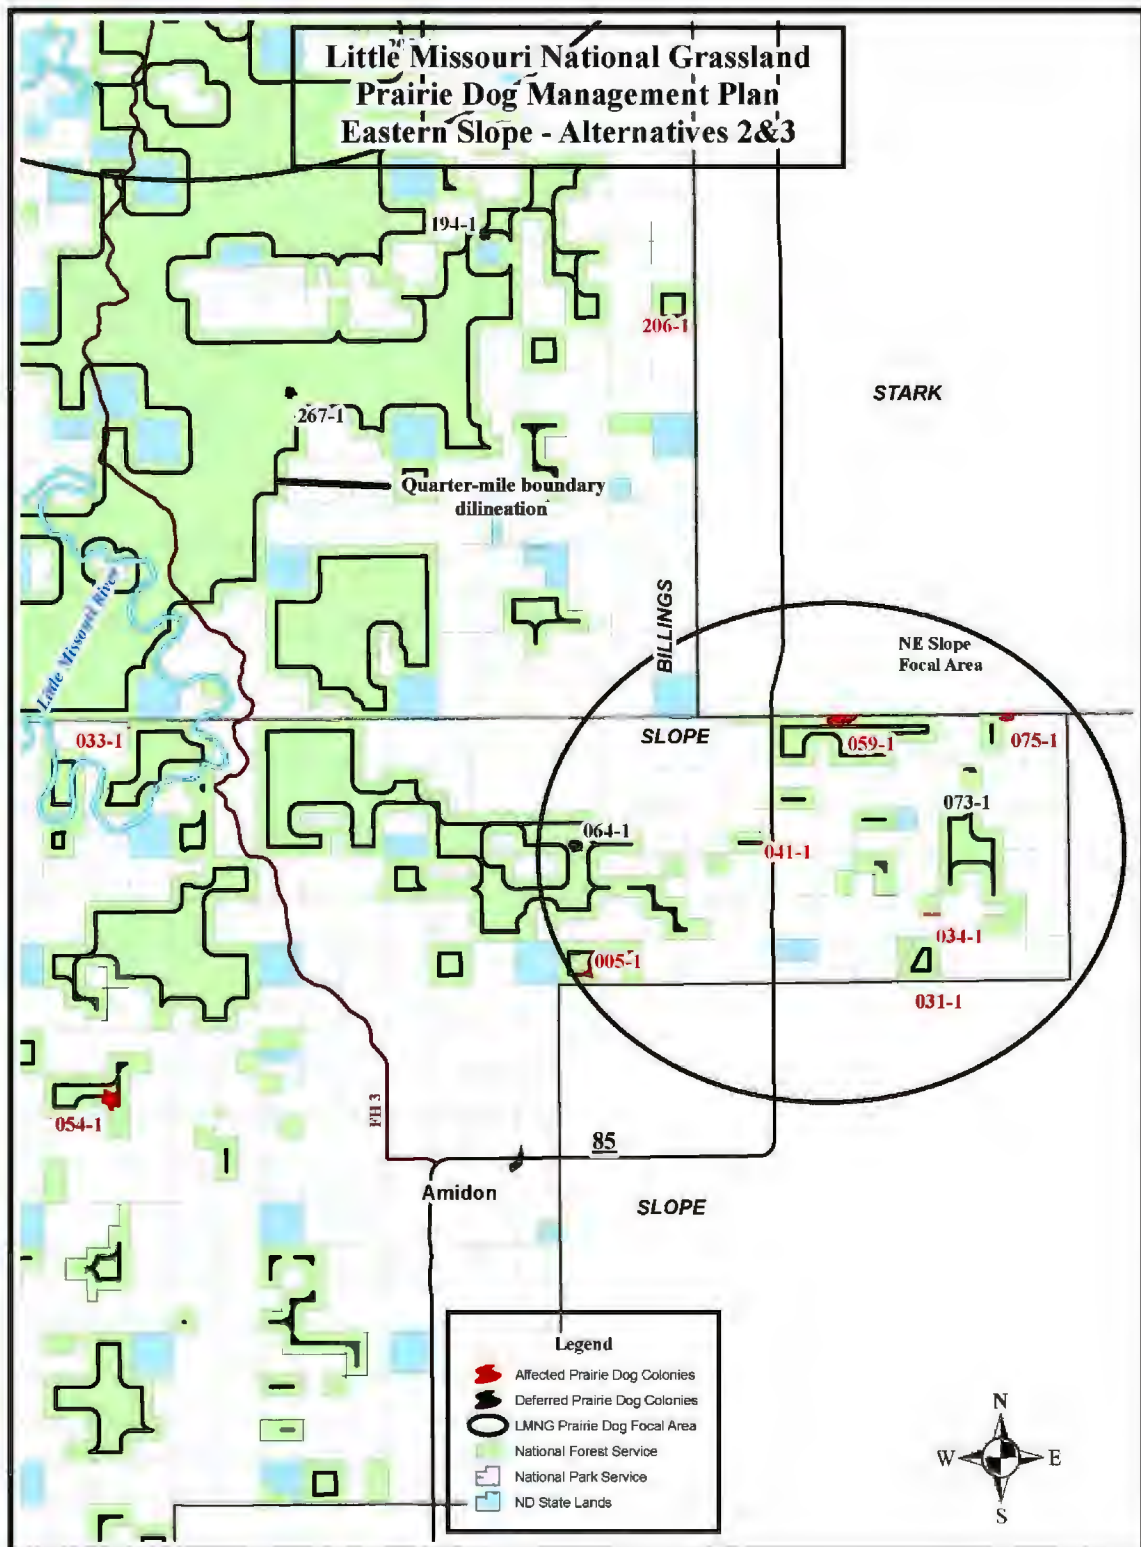 Little Missouri National Grassland
Prairie Dog Management Plan
Eastern Slope - Alternatives 2&3
194-1
206-1
STARK
267-1
Quarter-mile boundary
dilineation
Little Missouri River
BILLINGS
NE Slope
Focal Area
033-1
SLOPE
059-1
075-1
073-1
064-1
041-1
034-1
005-1
031-1
054-1
FH 3
85
Amidon
SLOPE
Legend
Affected Prairie Dog Colonies
Deferred Prairie Dog Colonies
LMNG Prairie Dog Focal Area
National Forest Service
National Park Service
ND State Lands
N
W
E
S